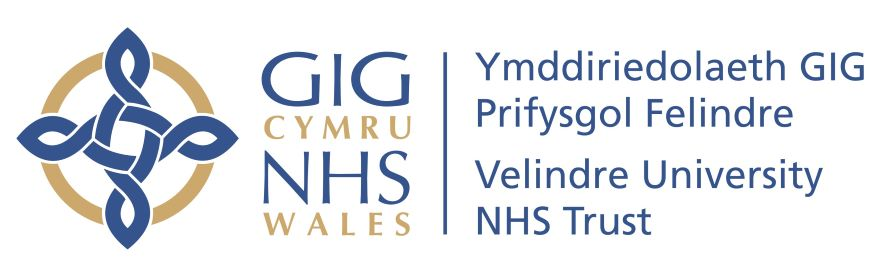 GIG
CYMRU
NHS
WALES
Ymddiriedolaeth GIG
Prifysgol Felindre
Velindre University
NHS Trust